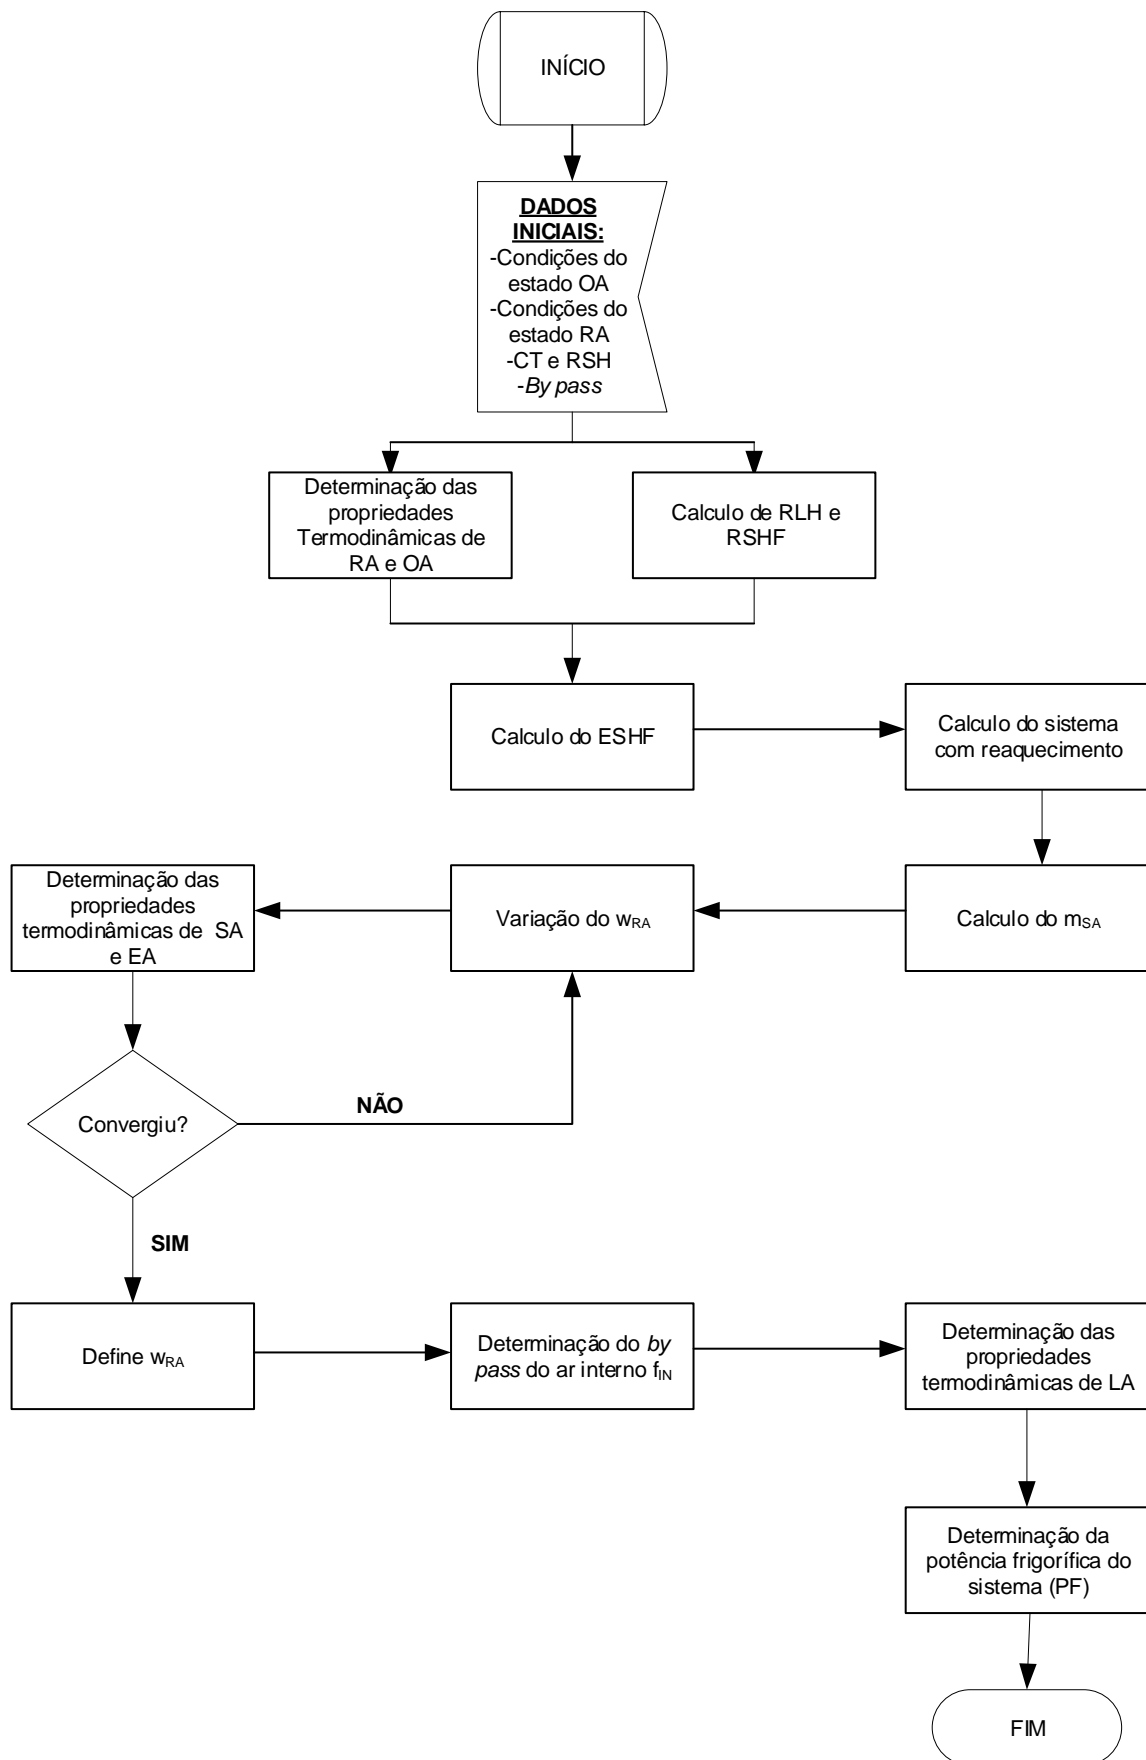 INÍCIO
DADOS
INICIAIS:
-Condições do
estado OA
-Condições do
estado RA
-CT e RSH
-By pass
Determinação das
propriedades
Termodinâmicas de
RA e OA
Calculo de RLH e
RSHF
Calculo do ESHF
Calculo do sistema
com reaquecimento
Determinação das
propriedades
termodinâmicas de SA
e EA
Variação do wRA
Calculo do mSA
Convergiu?
NÃO
SIM
Define wRA
Determinação do by
pass do ar interno fIN
Determinação das
propriedades
termodinâmicas de LA
Determinação da
potência frigorífica do
sistema (PF)
FIM